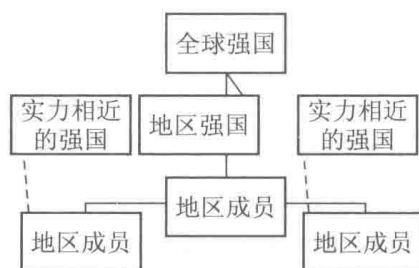 全球强国
实力相近
的强国
地区强国
实力相近
的强国
地区成员
地区成员
地区成员